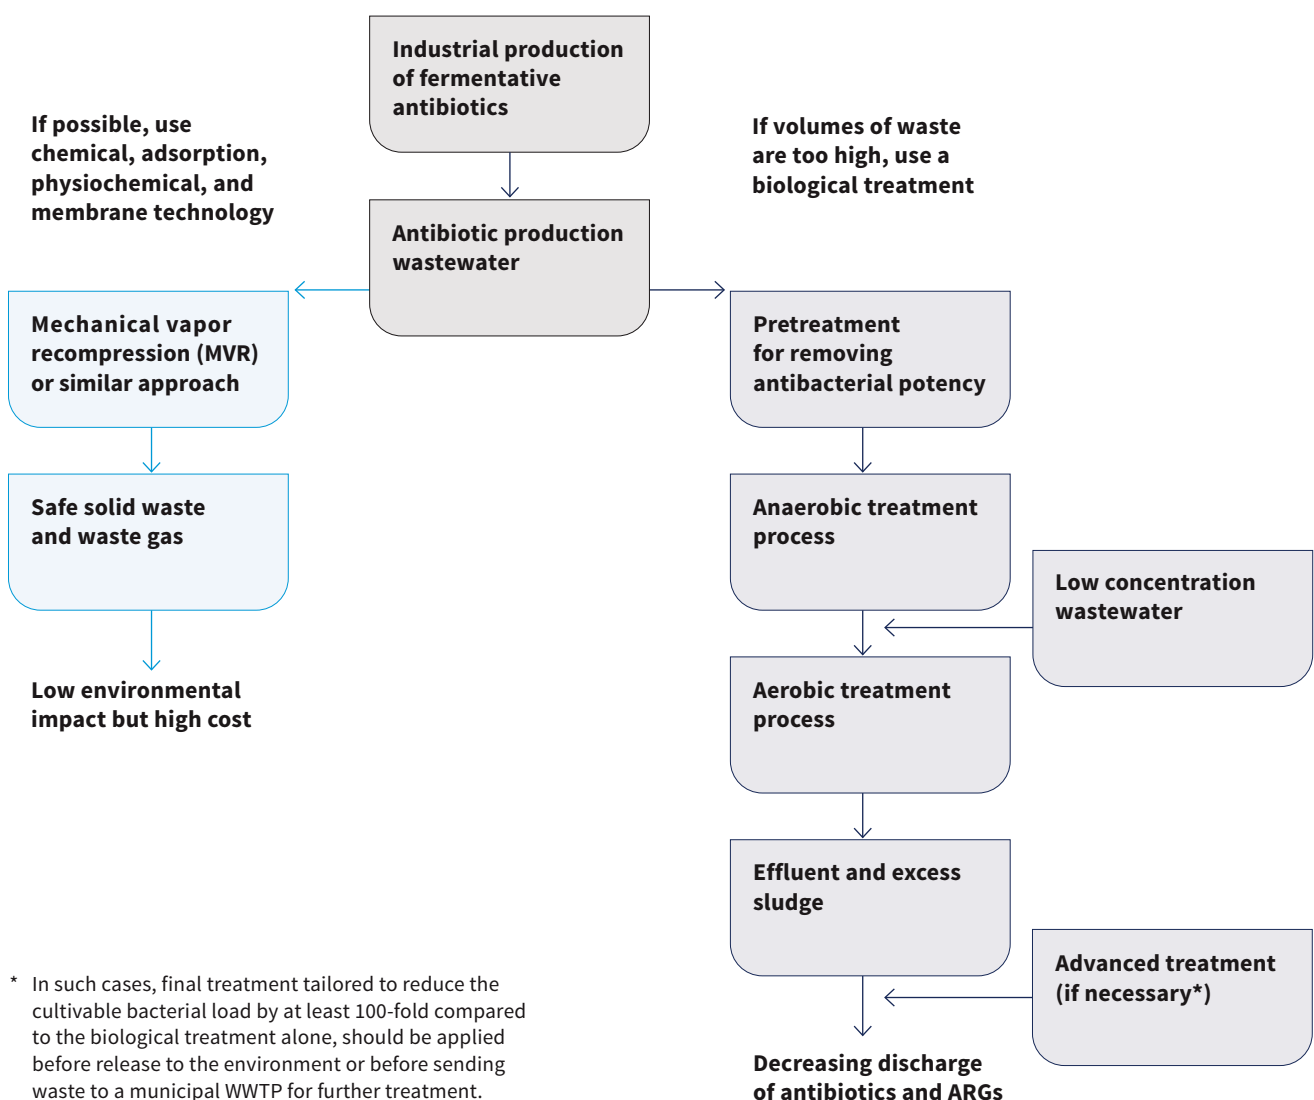 Industrial production
of fermentative
antibiotics
If possible, use
chemical, adsorption,
physiochemical, and
membrane technology
If volumes of waste
are too high, use a
biological treatment
Antibiotic production
wastewater
Mechanical vapor
recompression (MVR)
or similar approach
Pretreatment
for removing
antibacterial potency
Safe solid waste
and waste gas
Anaerobic treatment
process
Low concentration
wastewater
Low environmental
impact but high cost
Aerobic treatment
process
Effluent and excess
sludge
Advanced treatment
(if necessary*)
Decreasing discharge
of antibiotics and ARGs
* In such cases, final treatment tailored to reduce the
cultivable bacterial load by at least 100-fold compared
to the biological treatment alone, should be applied
before release to the environment or before sending
waste to a municipal WWTP for further treatment.